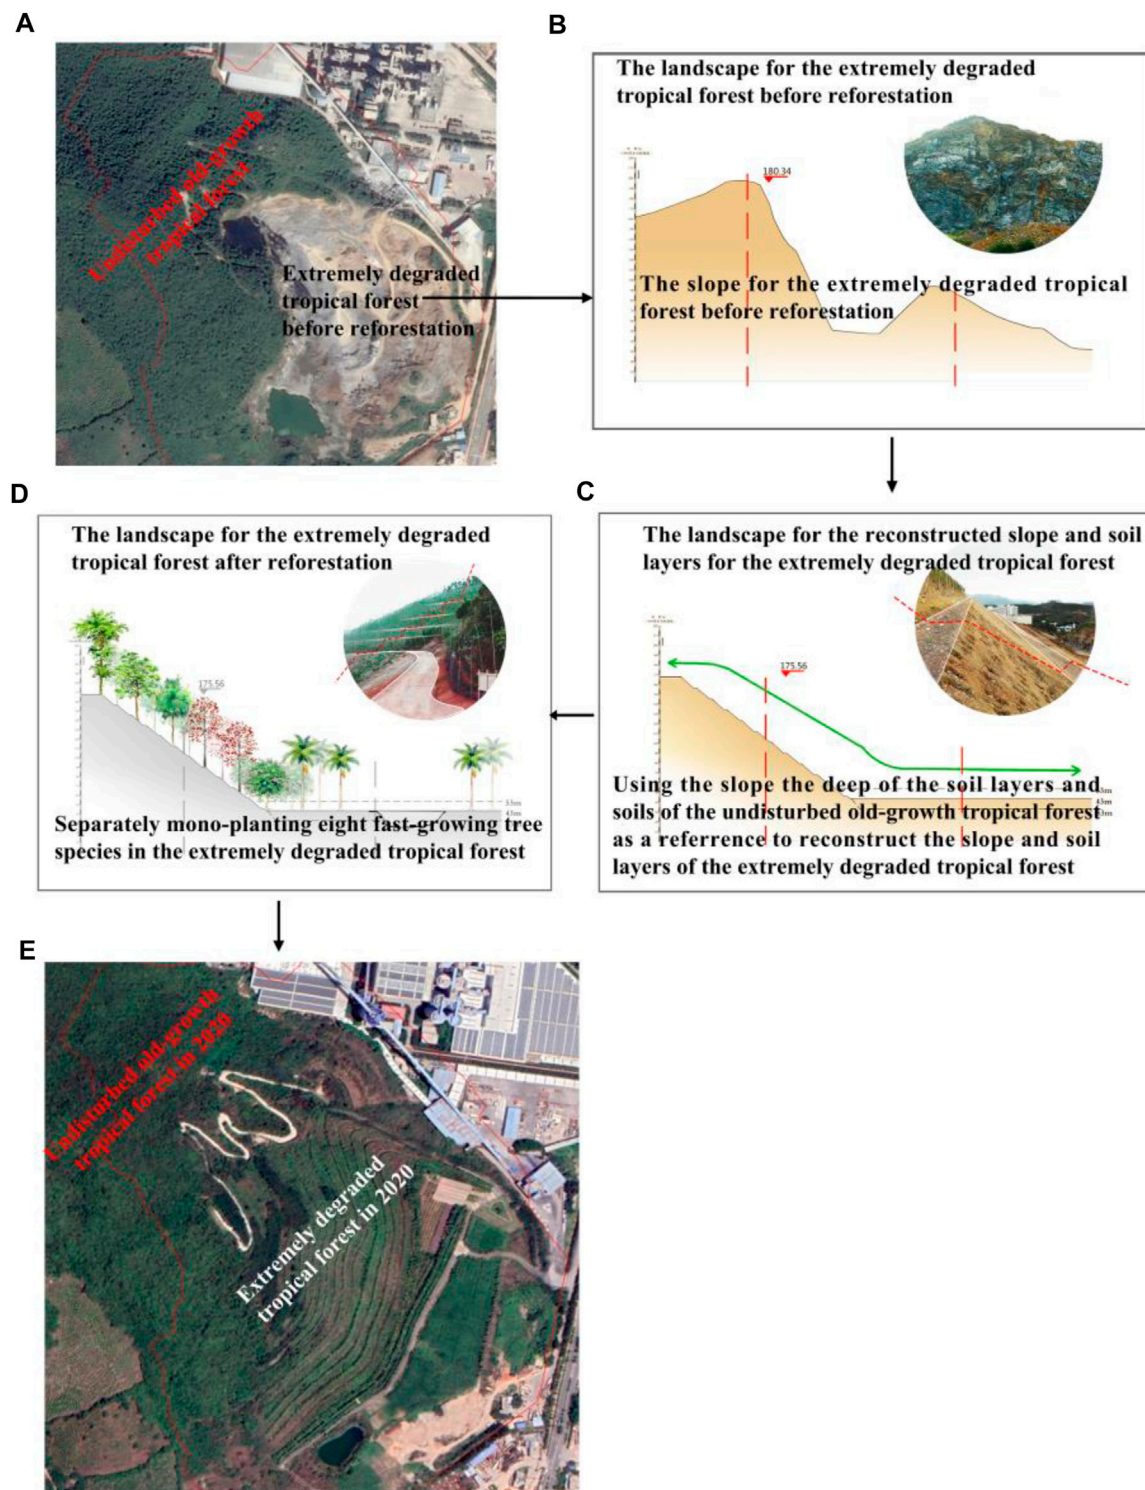 A
Undisturbed old-growth
tropical forest
Extremely degraded
tropical forest
before reforestation
B
The landscape for the extremely degraded
tropical forest before reforestation
180.34
The slope for the extremely degraded tropical
forest before reforestation
C
The landscape for the reconstructed slope and soil
layers for the extremely degraded tropical forest
175.56
Using the slope the deep of the soil layers and
soils of the undisturbed old-growth tropical forest
as a referrence to reconstruct the slope and soil
layers of the extremely degraded tropical forest
D
The landscape for the extremely degraded
tropical forest after reforestation
175.56
53m
43m
Separately mono-planting eight fast-growing tree
species in the extremely degraded tropical forest
E
Undisturbed old-growth
tropical forest in 2020
Extremely degraded
tropical forest in 2020